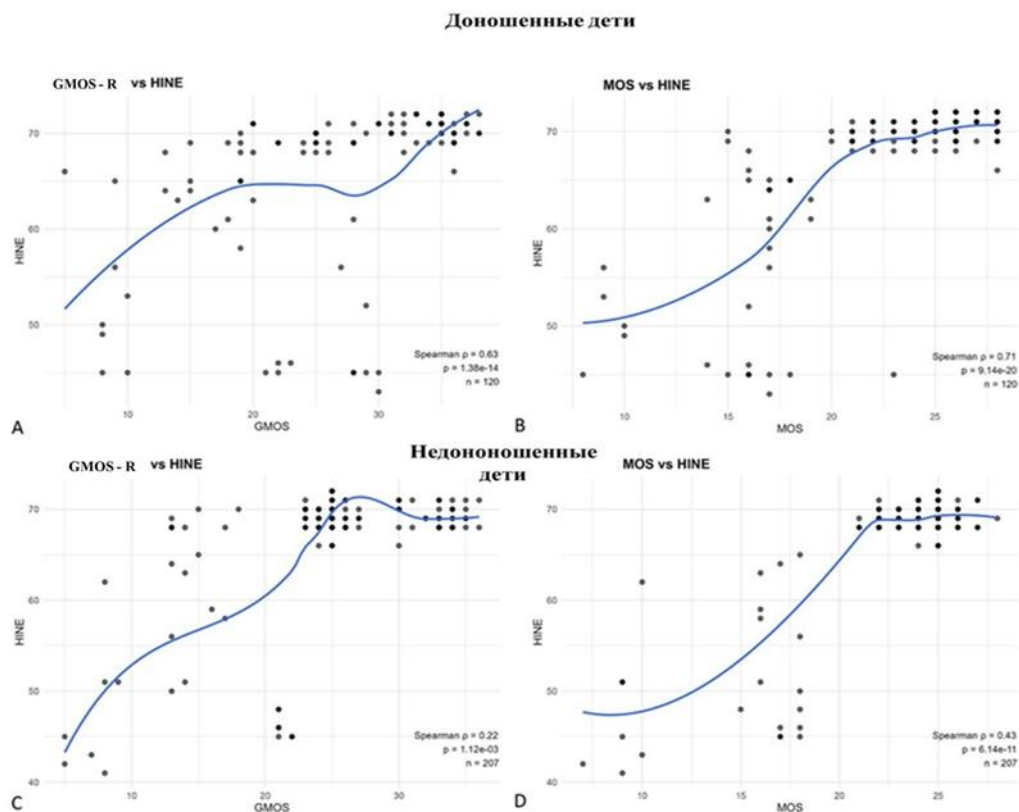 Доношенные дети
GMOS - R vs HINE
HINE
70
60
50
10
20
30
GMOS
Spearman ρ = 0.63
p = 1.38e-14
n = 120
A
MOS vs HINE
HINE
70
60
50
10
15
20
25
MOS
Spearman ρ = 0.71
p = 9.14e-20
n = 120
B
Недононошенные
дети
GMOS - R vs HINE
HINE
70
60
50
40
10
20
30
GMOS
Spearman ρ = 0.22
p = 1.12e-03
n = 207
C
MOS vs HINE
HINE
70
60
50
40
10
15
20
25
MOS
Spearman ρ = 0.43
p = 6.14e-11
n = 207
D